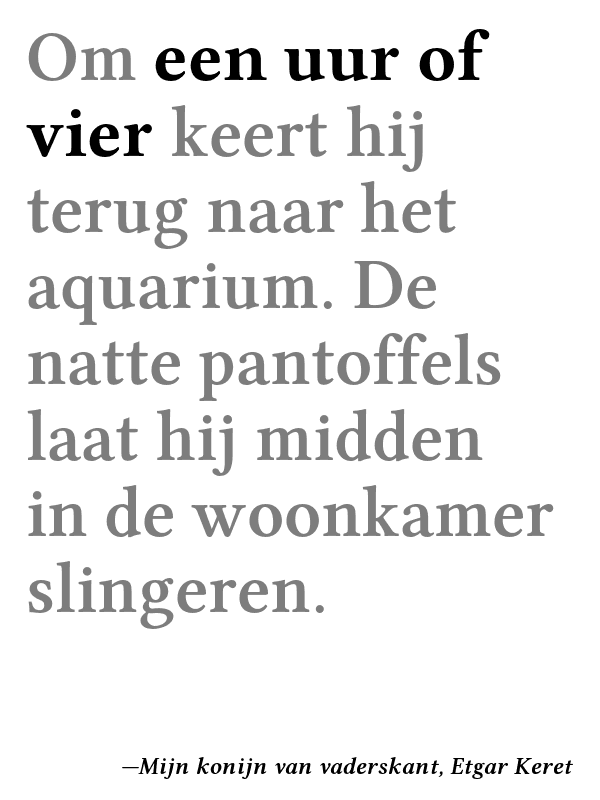 Om een uur of
vier keert hij
terug naar het
aquarium. De
natte pantoffels
laat hij midden
in de woonkamer
slingeren.
—Mijn konijn van vaderskant, Etgar Keret